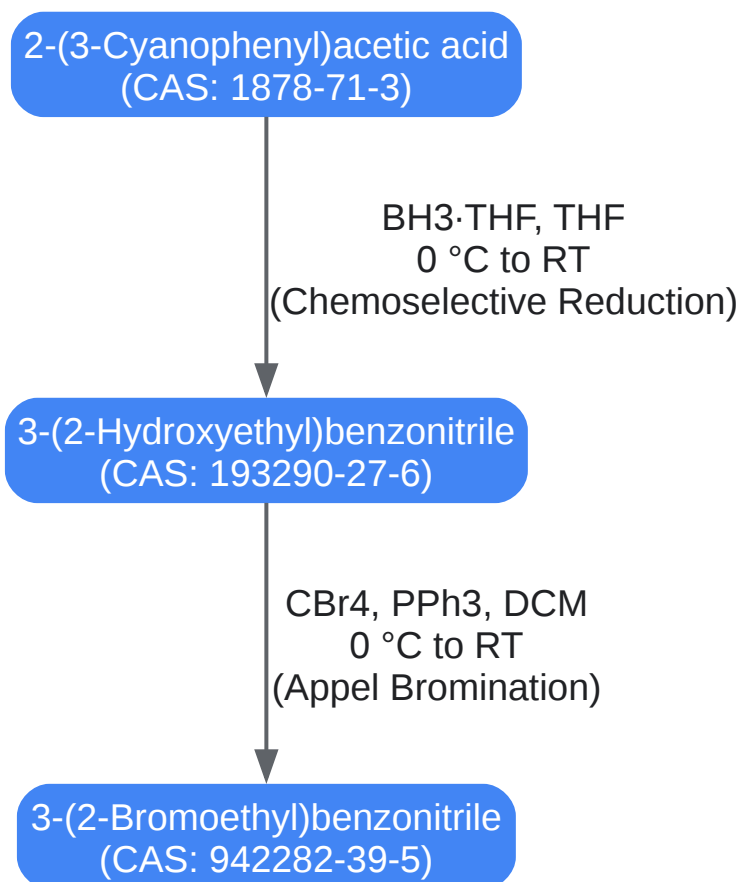 2-(3-Cyanophenyl)acetic acid
(CAS: 1878-71-3)
BH3·THF, THF
0 °C to RT
(Chemoselective Reduction)
3-(2-Hydroxyethyl)benzonitrile
(CAS: 193290-27-6)
CBr4, PPh3, DCM
0 °C to RT
(Appel Bromination)
3-(2-Bromoethyl)benzonitrile
(CAS: 942282-39-5)